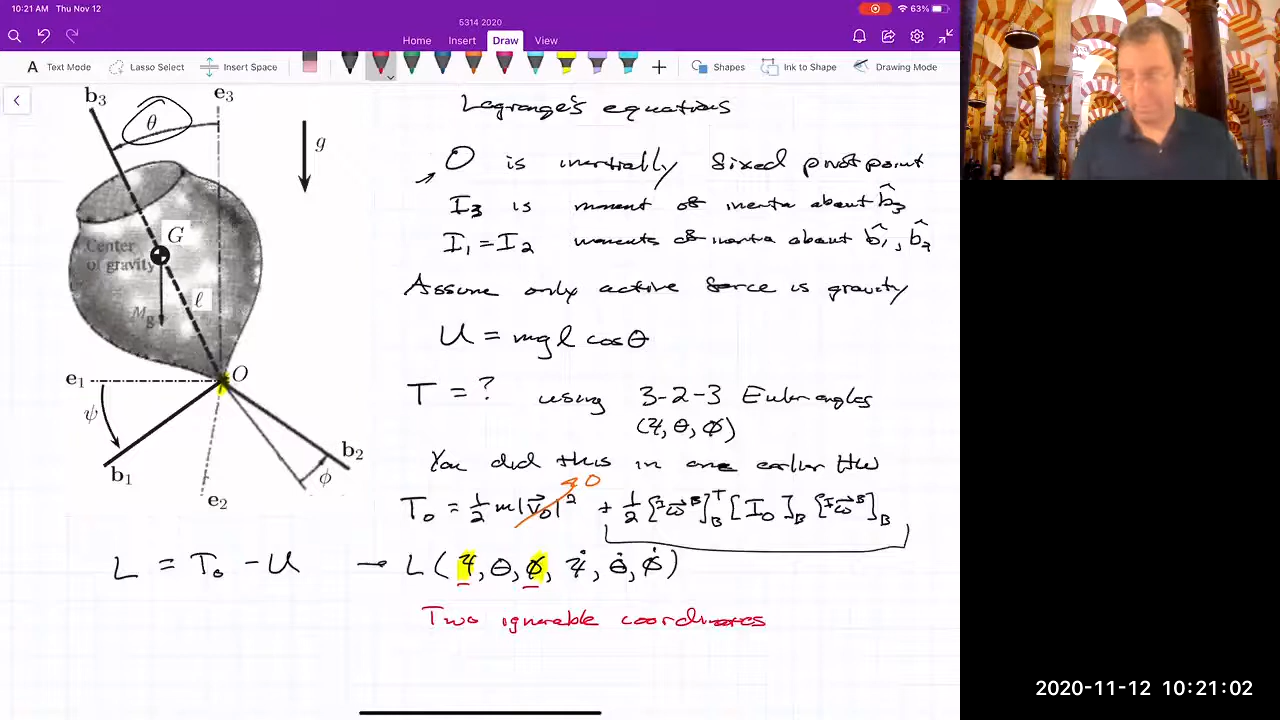 10:21 AM Thu Nov 12
63%
5314 2020
Home Insert Draw View
Text Mode Lasso Select Insert Space Shapes Ink to Shape Drawing Mode
b3 θ e3 g
G
Center
of gravity
Mg ℓ
e1 O
ψ
b1 b2
e2 φ
Lagrange's equations
O is inertially fixed pivot point
I3 is moment of inertia about b̂3
I1 = I2 moments of inertia about b̂1, b̂2
Assume only active force is gravity
U = mgl cosθ
T = ? using 3-2-3 Euler angles
(ψ, θ, φ)
You did this in one earlier HW
To = 1/2 m|v⃗o|² + 1/2 [ᴵω⃗ᴮ]ᵀB [Io]B [ᴵω⃗ᴮ]B
0
L = To - U → L(ψ, θ, φ, ψ̇, θ̇, φ̇)
Two ignorable coordinates
2020-11-12 10:21:02